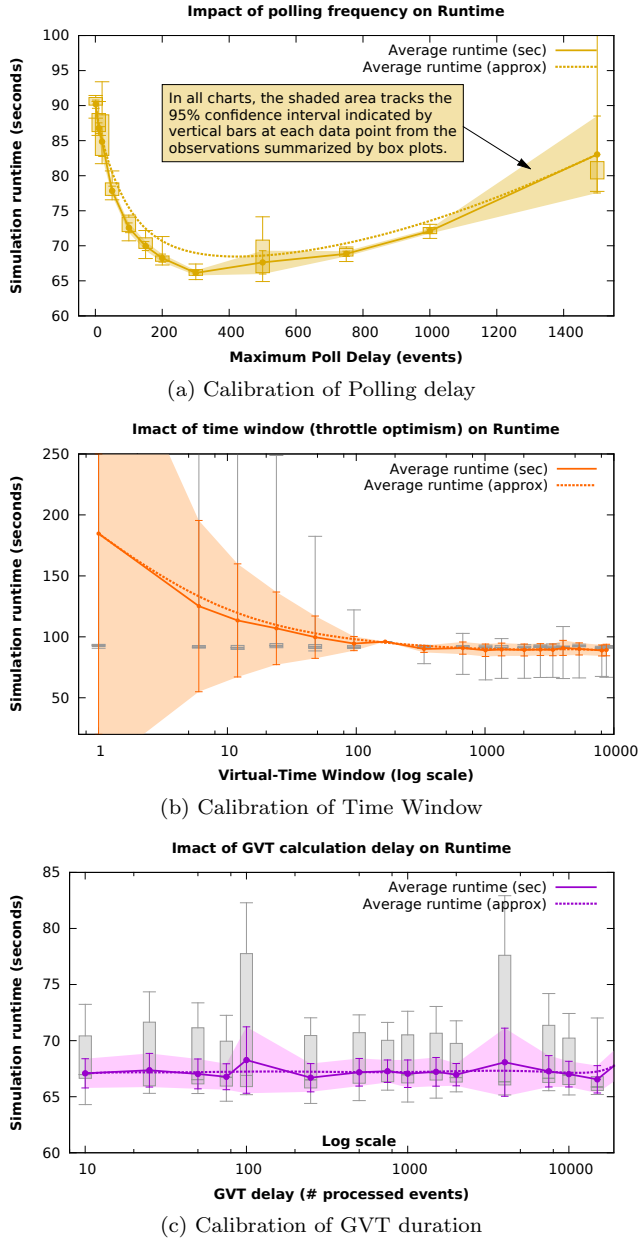 Impact of polling frequency on Runtime
Simulation runtime (seconds)
100
95
90
85
80
75
70
65
60
Average runtime (sec)
Average runtime (approx)
In all charts, the shaded area tracks the
95% confidence interval indicated by
vertical bars at each data point from the
observations summarized by box plots.
0 200 400 600 800 1000 1200 1400
Maximum Poll Delay (events)
(a) Calibration of Polling delay
Imact of time window (throttle optimism) on Runtime
Simulation runtime (seconds)
250
200
150
100
50
Average runtime (sec)
Average runtime (approx)
1 10 100 1000 10000
Virtual-Time Window (log scale)
(b) Calibration of Time Window
Imact of GVT calculation delay on Runtime
Simulation runtime (seconds)
85
80
75
70
65
60
Average runtime (sec)
Average runtime (approx)
Log scale
10 100 1000 10000
GVT delay (# processed events)
(c) Calibration of GVT duration